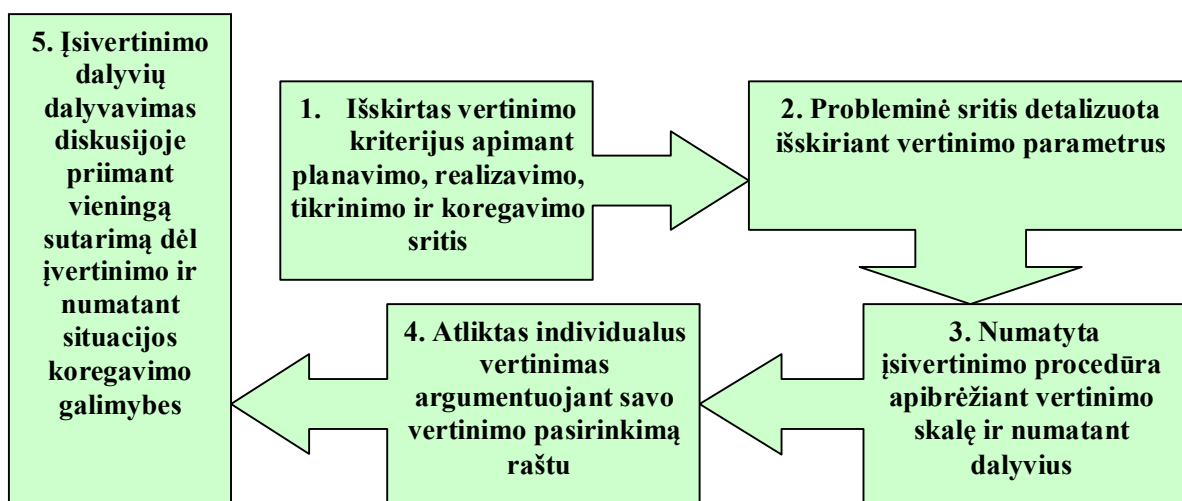 5. Įsivertinimo
dalyvių
dalyvavimas
diskusijoje
priimant
vieningą
sutarimą dėl
įvertinimo ir
numatant
situacijos
koregavimo
galimybes
1. Išskirtas vertinimo
kriterijus apimant
planavimo, realizavimo,
tikrinimo ir koregavimo
sritis
2. Probleminė sritis detalizuota
išskiriant vertinimo parametrus
3. Numatyta
įsivertinimo procedūra
apibrėžiant vertinimo
skalę ir numatant
dalyvius
4. Atliktas individualus
vertinimas
argumentuojant savo
vertinimo pasirinkimą
raštu